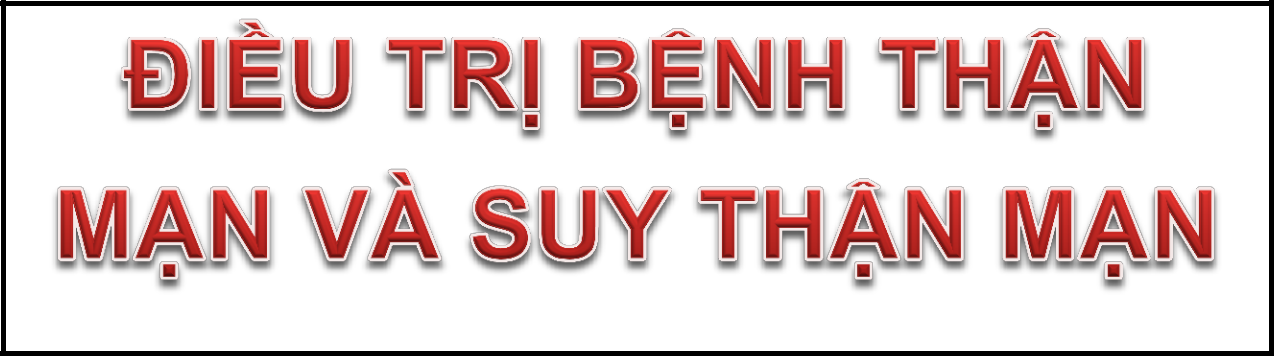 ĐIỀU TRỊ BỆNH THẬN
MẠN VÀ SUY THẬN MẠN